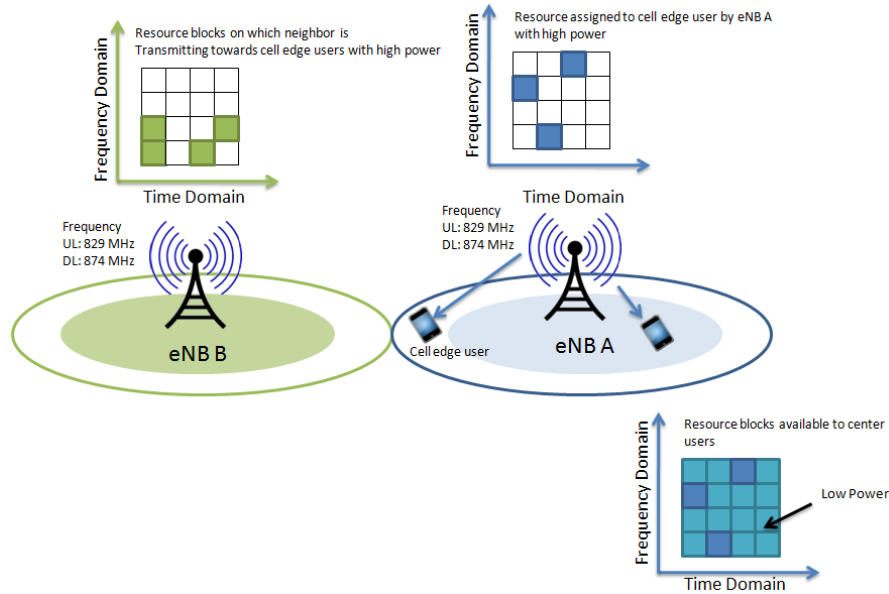 Resource blocks on which neighbor is
Transmitting towards cell edge users with high power
Frequency Domain
Time Domain
Resource assigned to cell edge user by eNB A
with high power
Frequency Domain
Time Domain
Frequency
UL: 829 MHz
DL: 874 MHz
eNB B
Frequency
UL: 829 MHz
DL: 874 MHz
Cell edge user
eNB A
Resource blocks available to center
users
Frequency Domain
Low Power
Time Domain